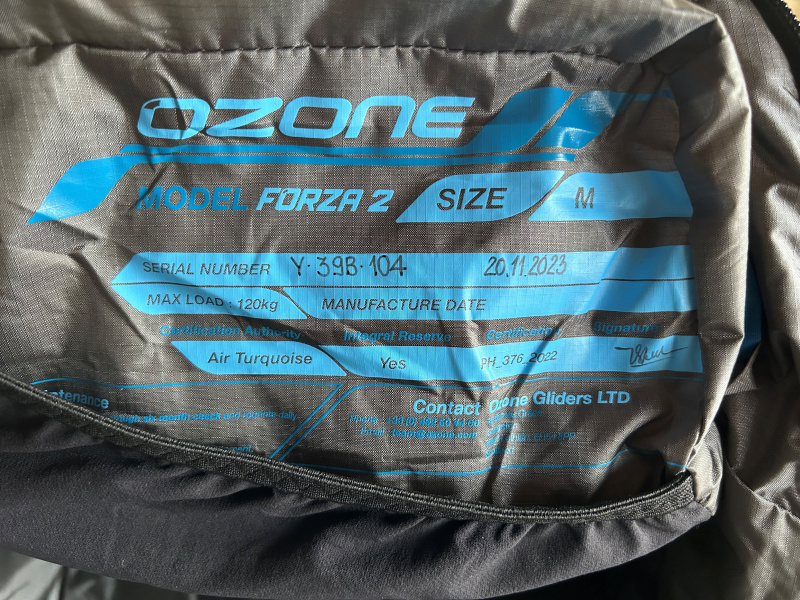 OZONE
MODEL FORZA 2 SIZE M
SERIAL NUMBER Y-39B-104 20.11.2023
MAX LOAD : 120kg MANUFACTURE DATE
Certification Authority Integral Reserve Certification Signature
Air Turquoise Yes PH_376_2022
Contact Ozone Gliders LTD